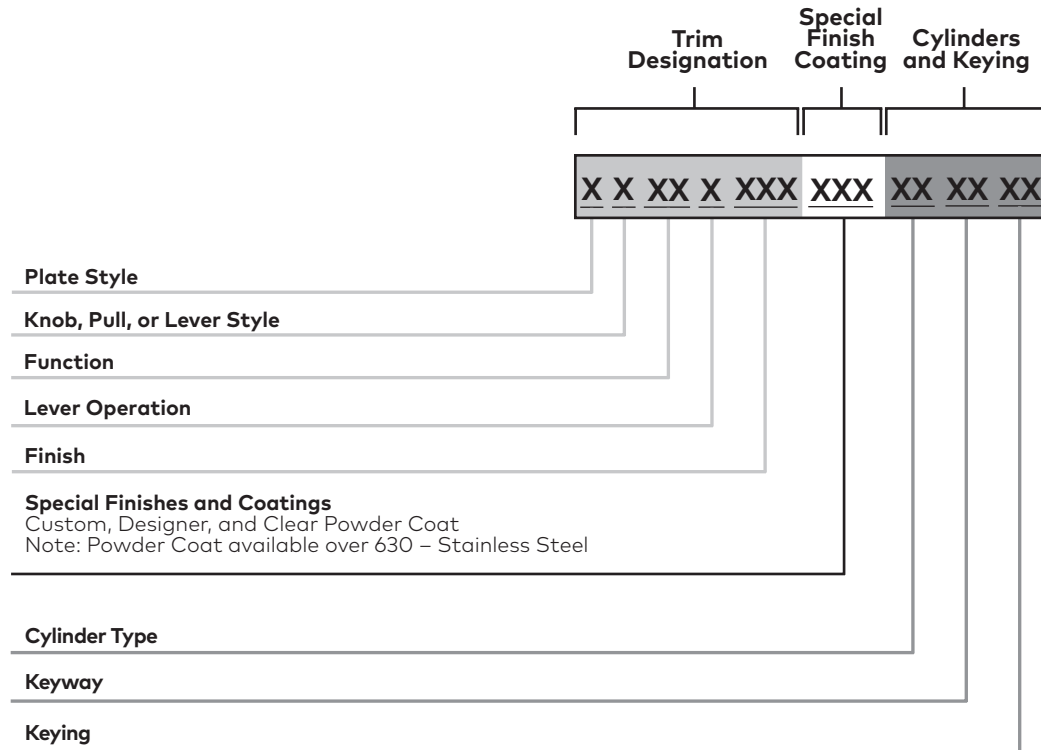 Trim
Designation
Special
Finish
Coating
Cylinders
and Keying
X X XX X XXX XXX XX XX XX
Plate Style
Knob, Pull, or Lever Style
Function
Lever Operation
Finish
Special Finishes and Coatings
Custom, Designer, and Clear Powder Coat
Note: Powder Coat available over 630 – Stainless Steel
Cylinder Type
Keyway
Keying